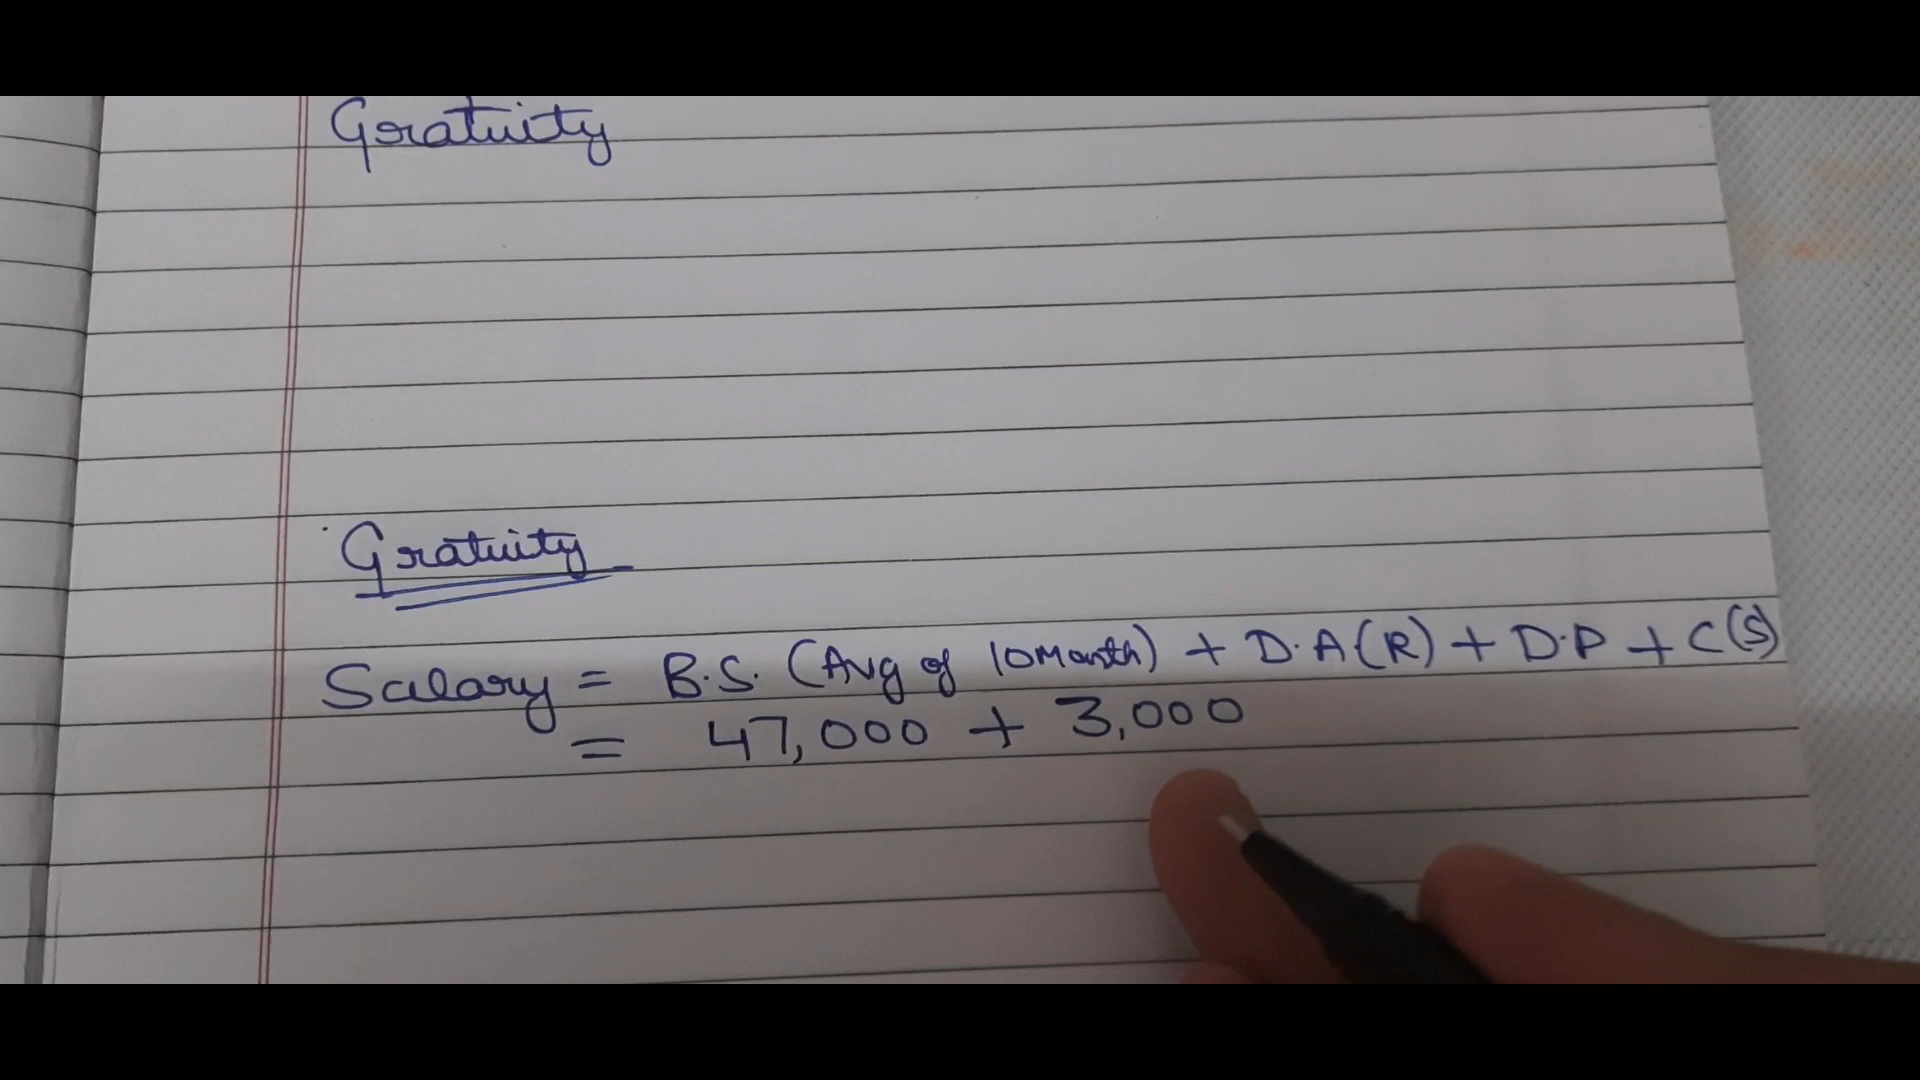 Gratuity
Gratuity
Salary = B.S. (Avg of 10Month) + D.A(R) + D.P + C(S)
= 47,000 + 3,000